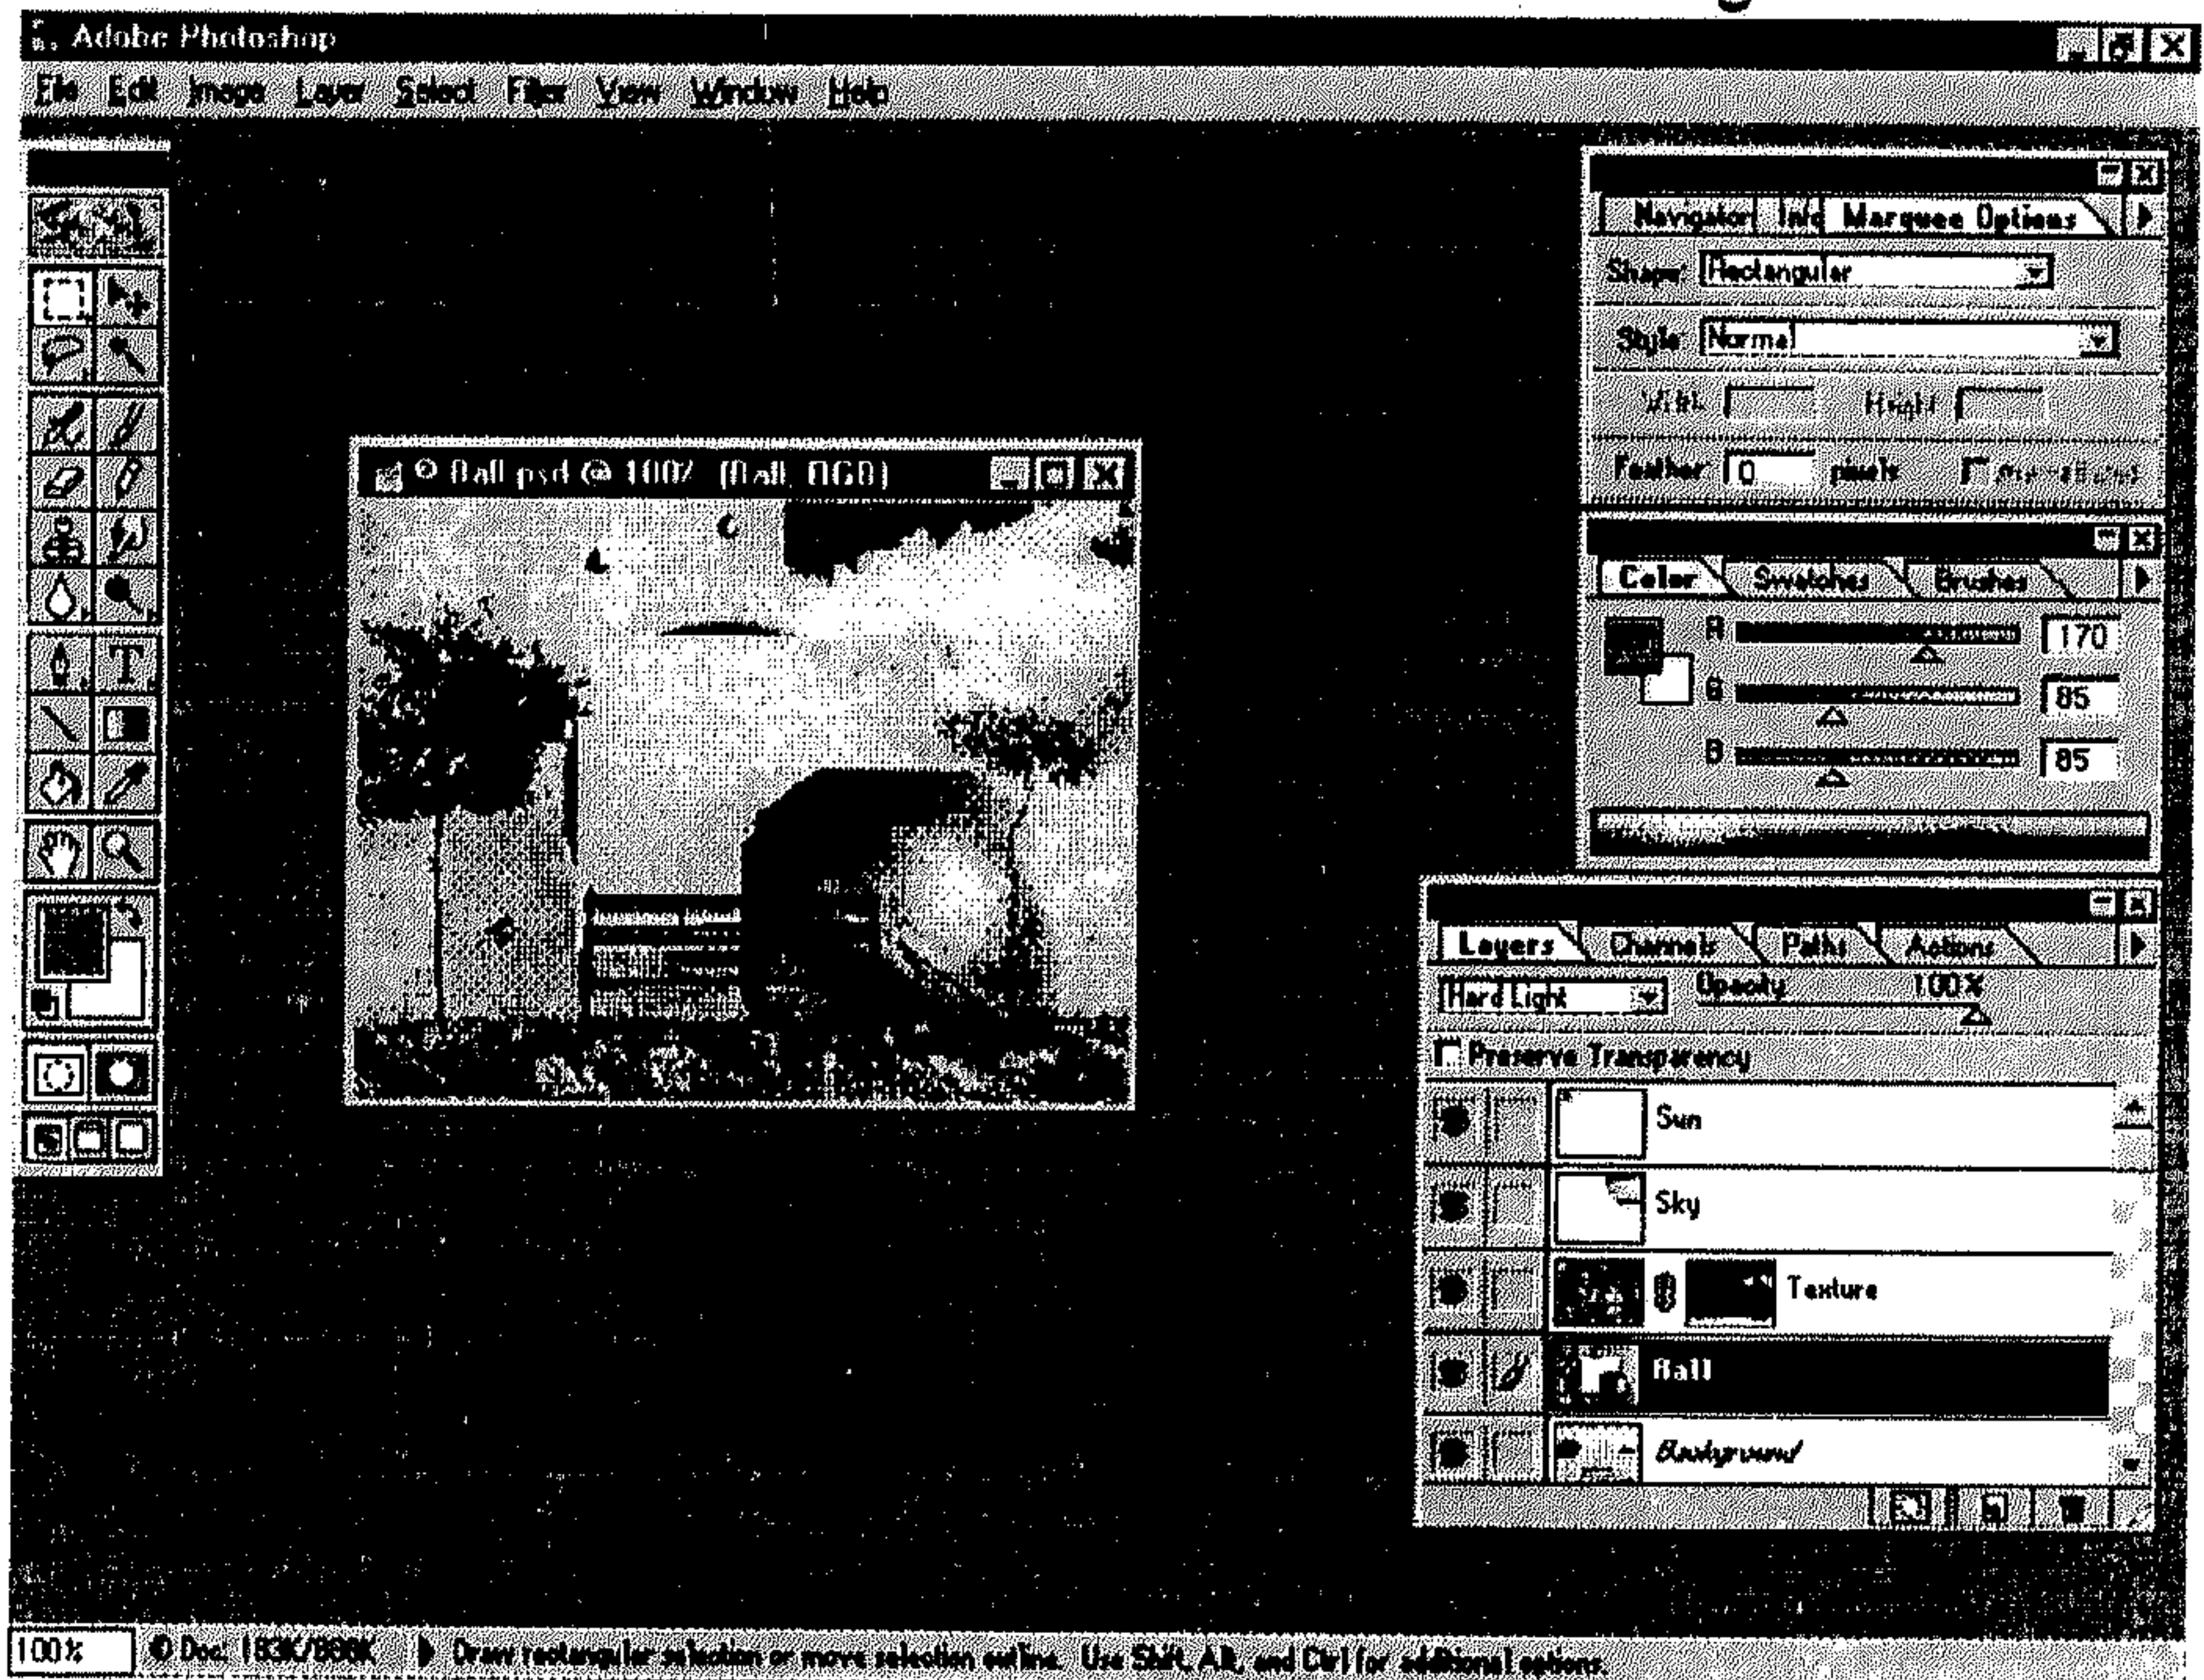 Adobe Photoshop
File Edit Image Layer Select Filter View Window Help
Navigator Info Marquee Options
Shape: Rectangular
Style: Normal
Width: Height:
Feather: 0 pixels
© Ball.psd @ 100% (Ball, RGB)
Color Swatches Brushes
R 170
G 85
B 85
T
Layers Channels Paths Actions
Hard Light Opacity: 100%
Preserve Transparency
Sun
Sky
Texture
Ball
Background
100% © Doc: Draw rectangular selection or move selection outline. Use Shift, Alt, and Ctrl for additional options.